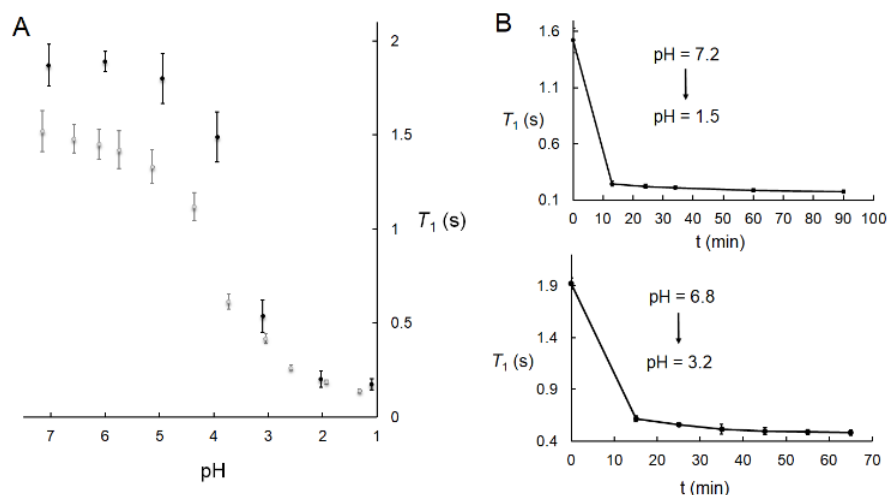 A
2
1.5
T₁ (s)
1
0.5
0
7 6 5 4 3 2 1
pH
B
1.6
1.1
T₁ (s)
0.6
0.1
pH = 7.2
pH = 1.5
0 10 20 30 40 50 60 70 80 90 100
t (min)
1.9
1.4
T₁ (s)
0.9
0.4
pH = 6.8
pH = 3.2
0 10 20 30 40 50 60 70
t (min)